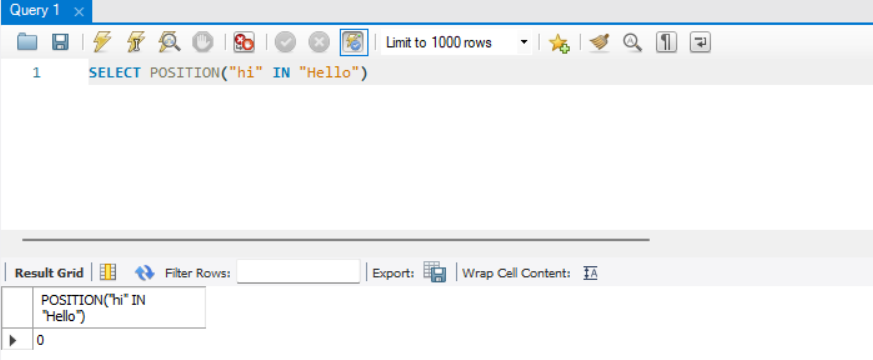 Query 1
Limit to 1000 rows
1 SELECT POSITION("hi" IN "Hello")
Result Grid Filter Rows: Export: Wrap Cell Content:
POSITION("hi" IN
"Hello")
0